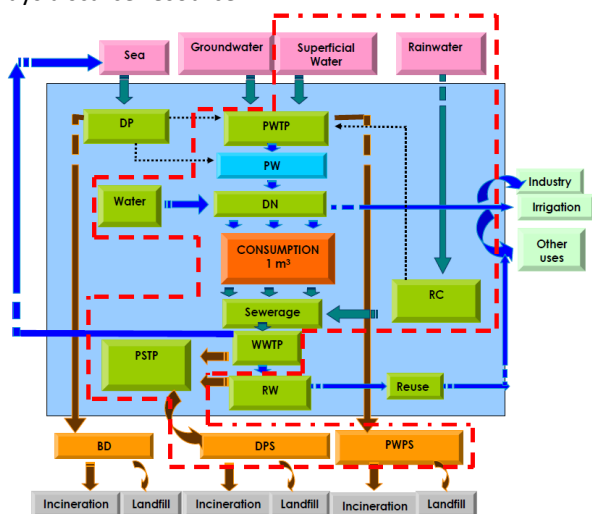 Sea
Groundwater
Superficial
Water
Rainwater
DP
PWTP
PW
Water
DN
Industry
Irrigation
Other
uses
CONSUMPTION
1 m³
RC
Sewerage
WWTP
PSTP
RW
Reuse
BD
DPS
PWPS
Incineration
Landfill
Incineration
Landfill
Incineration
Landfill